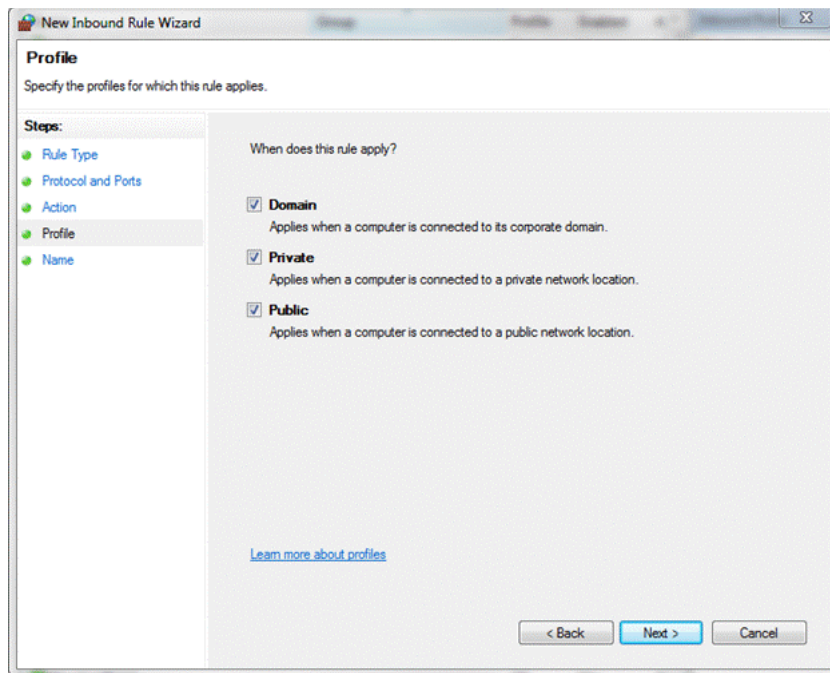 New Inbound Rule Wizard
Profile
Specify the profiles for which this rule applies.
Steps:
Rule Type
Protocol and Ports
Action
Profile
Name
When does this rule apply?
Domain
Applies when a computer is connected to its corporate domain.
Private
Applies when a computer is connected to a private network location.
Public
Applies when a computer is connected to a public network location.
Learn more about profiles
< Back
Next >
Cancel